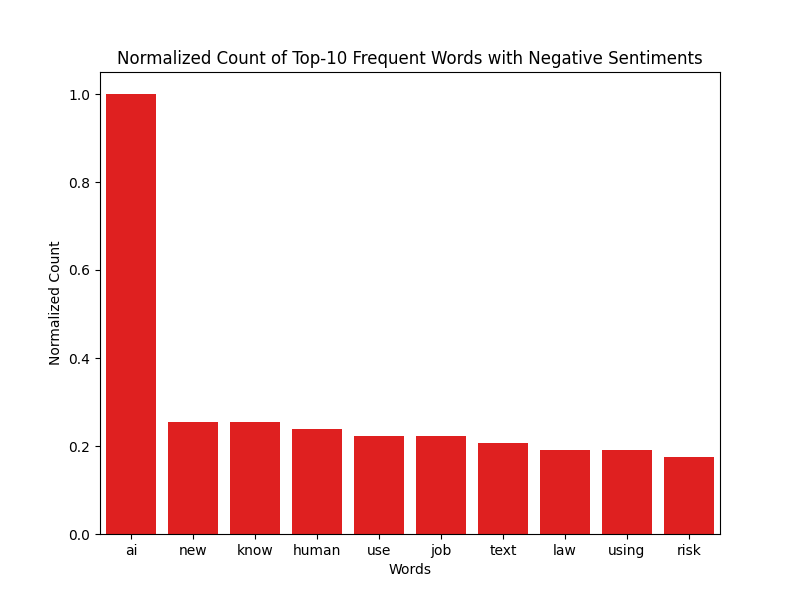 Normalized Count of Top-10 Frequent Words with Negative Sentiments
1.0
0.8
0.6
0.4
0.2
0.0
Normalized Count
ai new know human use job text law using risk
Words